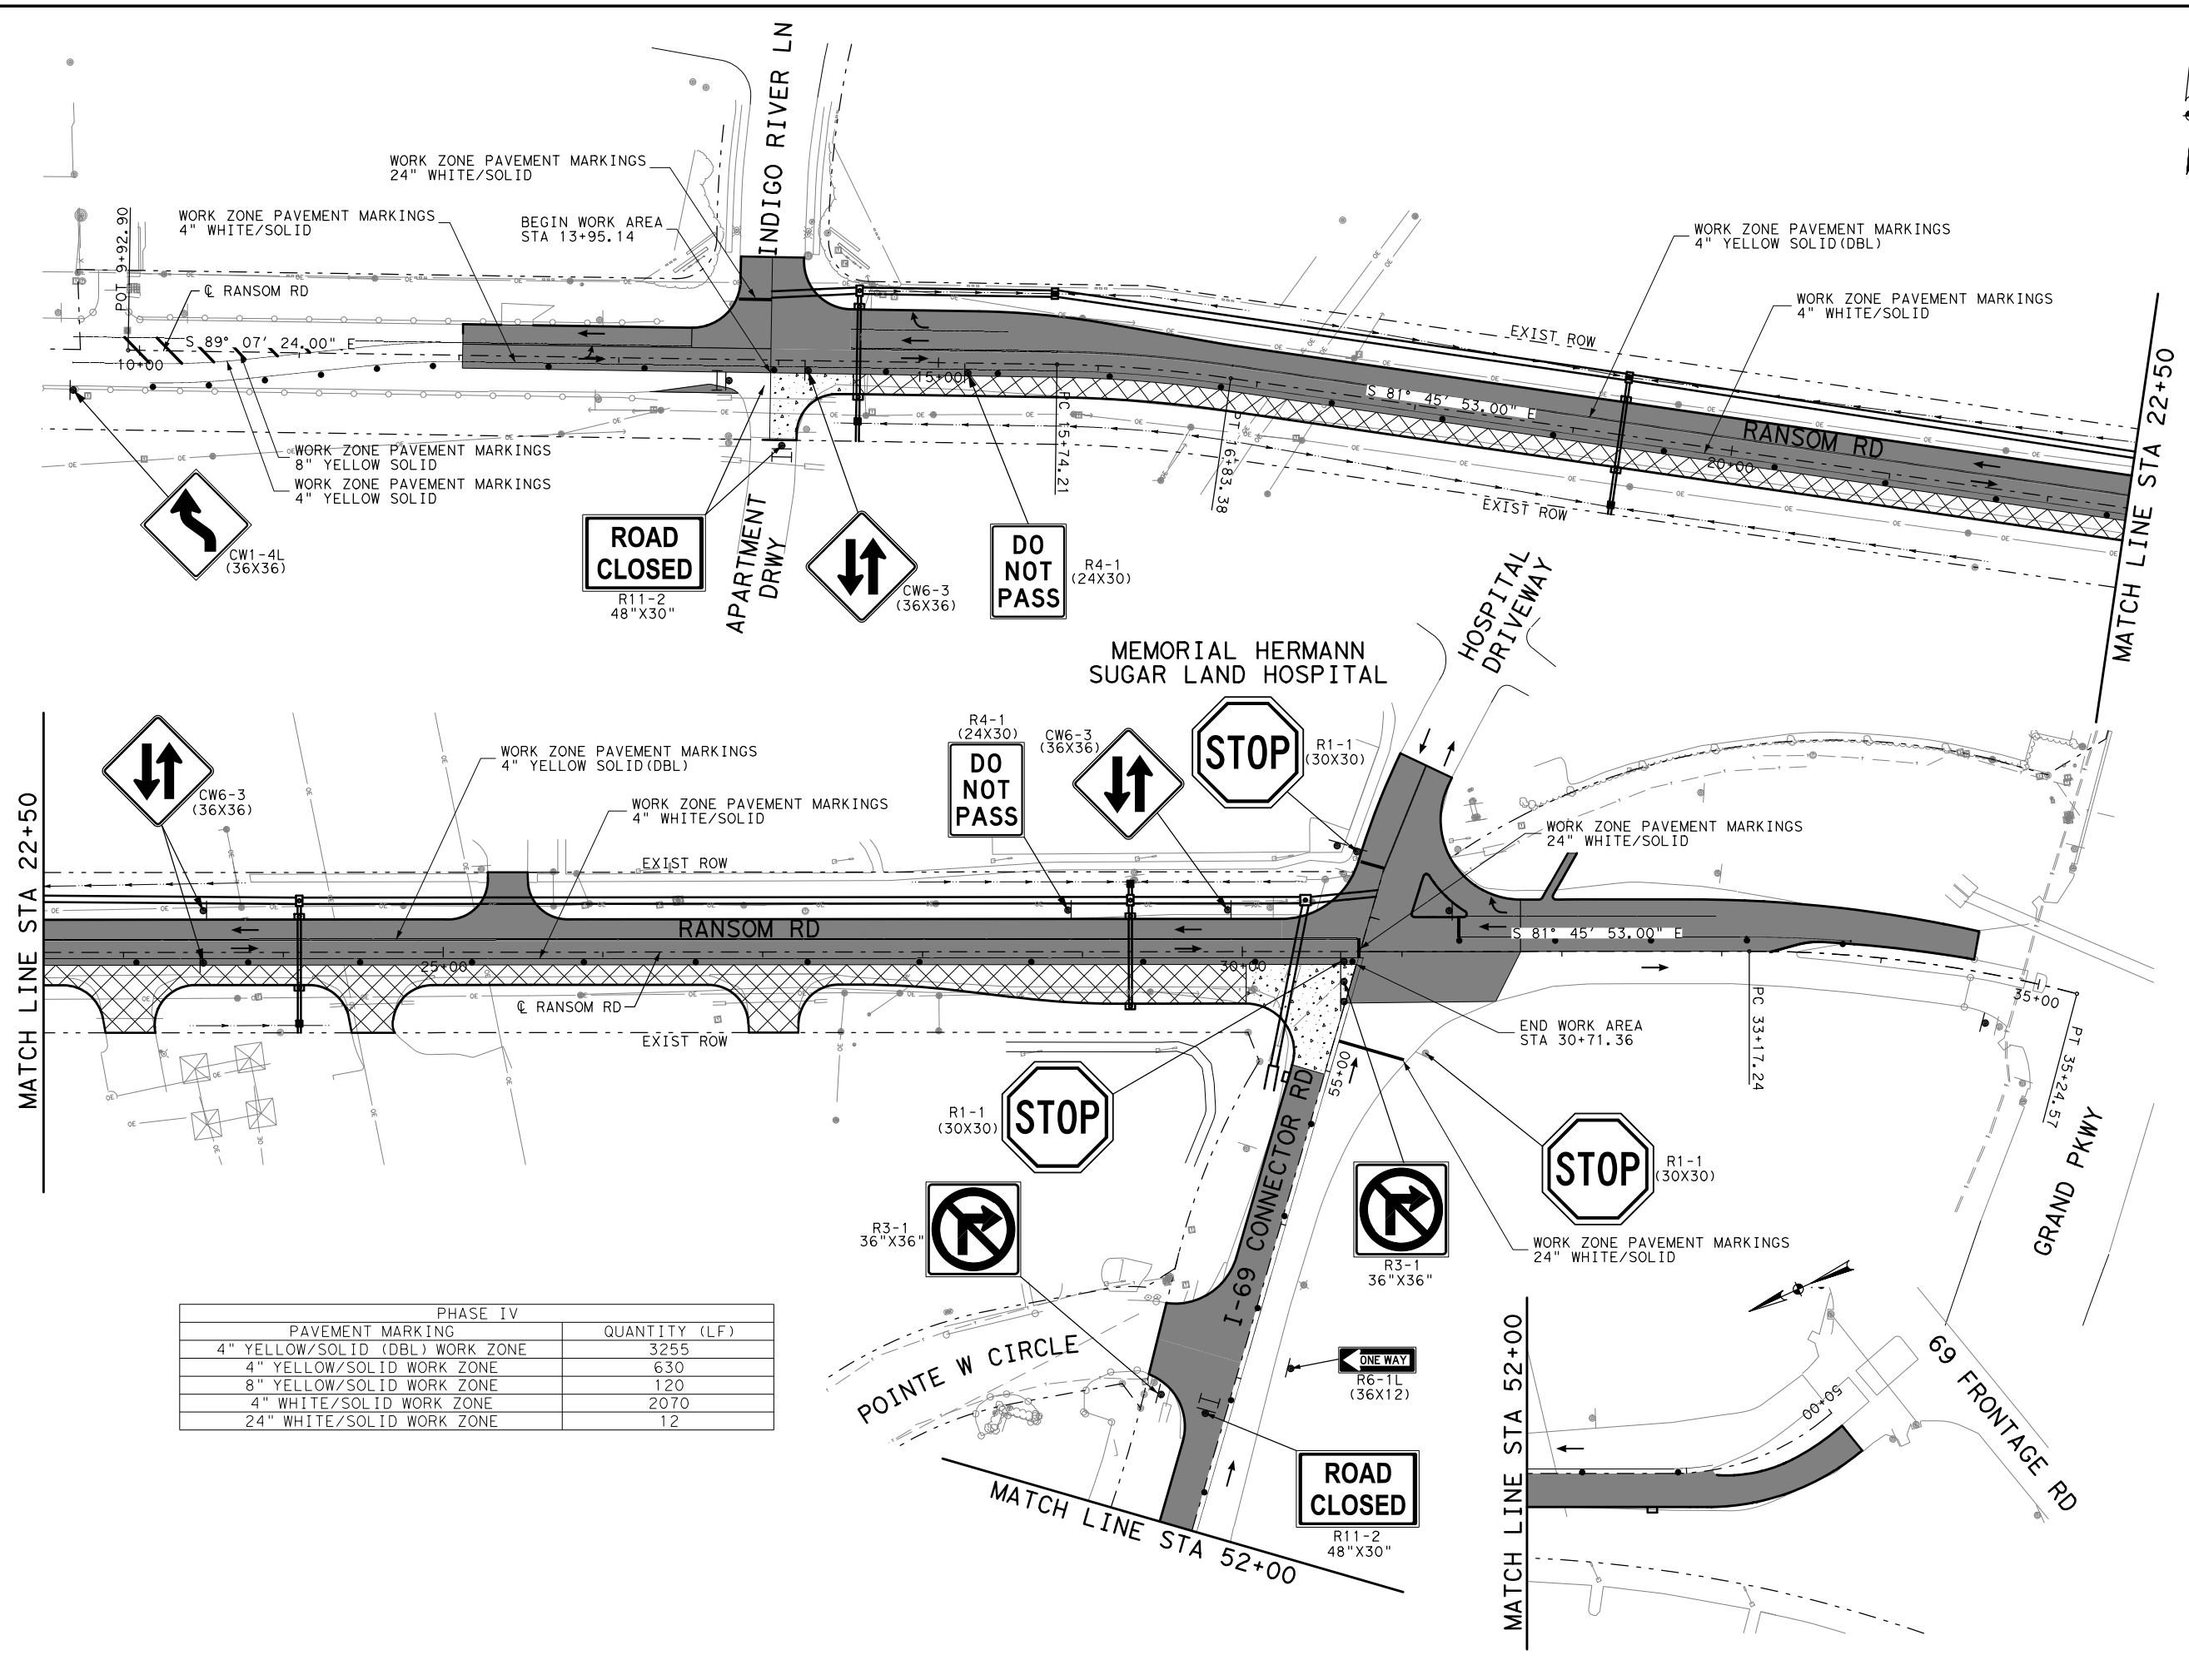 INDIGO RIVER LN
WORK ZONE PAVEMENT MARKINGS
24" WHITE/SOLID
WORK ZONE PAVEMENT MARKINGS
4" WHITE/SOLID
BEGIN WORK AREA
STA 13+95.14
POT 9+92.90
℄ RANSOM RD
S 89° 07' 24.00" E
10+00
WORK ZONE PAVEMENT MARKINGS
8" YELLOW SOLID
WORK ZONE PAVEMENT MARKINGS
4" YELLOW SOLID
CW1-4L
(36X36)
ROAD
CLOSED
R11-2
48"X30"
APARTMENT
DRWY
CW6-3
(36X36)
DO
NOT
PASS
R4-1
(24X30)
15+00
PC 15+74.21
PT 16+83.38
S 81° 45' 53.00" E
WORK ZONE PAVEMENT MARKINGS
4" YELLOW SOLID(DBL)
WORK ZONE PAVEMENT MARKINGS
4" WHITE/SOLID
EXIST ROW
RANSOM RD
20+00
EXIST ROW
MATCH LINE STA 22+50
MATCH LINE STA 22+50
CW6-3
(36X36)
WORK ZONE PAVEMENT MARKINGS
4" YELLOW SOLID(DBL)
WORK ZONE PAVEMENT MARKINGS
4" WHITE/SOLID
EXIST ROW
RANSOM RD
25+00
℄ RANSOM RD
EXIST ROW
R4-1
(24X30)
DO
NOT
PASS
CW6-3
(36X36)
MEMORIAL HERMANN
SUGAR LAND HOSPITAL
STOP
R1-1
(30X30)
HOSPITAL
DRIVEWAY
WORK ZONE PAVEMENT MARKINGS
24" WHITE/SOLID
S 81° 45' 53.00" E
30+00
END WORK AREA
STA 30+71.36
PC 33+17.24
35+00
PT 35+24.57
GRAND PKWY
R1-1
(30X30)
STOP
55+00
I-69 CONNECTOR RD
STOP
R1-1
(30X30)
R3-1
36"X36"
R3-1
36"X36"
WORK ZONE PAVEMENT MARKINGS
24" WHITE/SOLID
POINTE W CIRCLE
ONE WAY
R6-1L
(36X12)
ROAD
CLOSED
R11-2
48"X30"
MATCH LINE STA 52+00
MATCH LINE STA 52+00
50+00
69 FRONTAGE RD
PHASE IV
PAVEMENT MARKING QUANTITY (LF)
4" YELLOW/SOLID (DBL) WORK ZONE 3255
4" YELLOW/SOLID WORK ZONE 630
8" YELLOW/SOLID WORK ZONE 120
4" WHITE/SOLID WORK ZONE 2070
24" WHITE/SOLID WORK ZONE 12